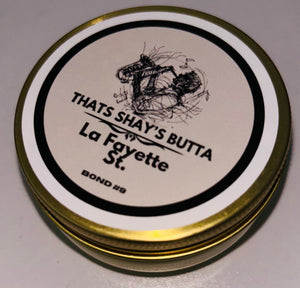 THATS SHAY'S BUTTA
La Fayette
St.
BOND #9